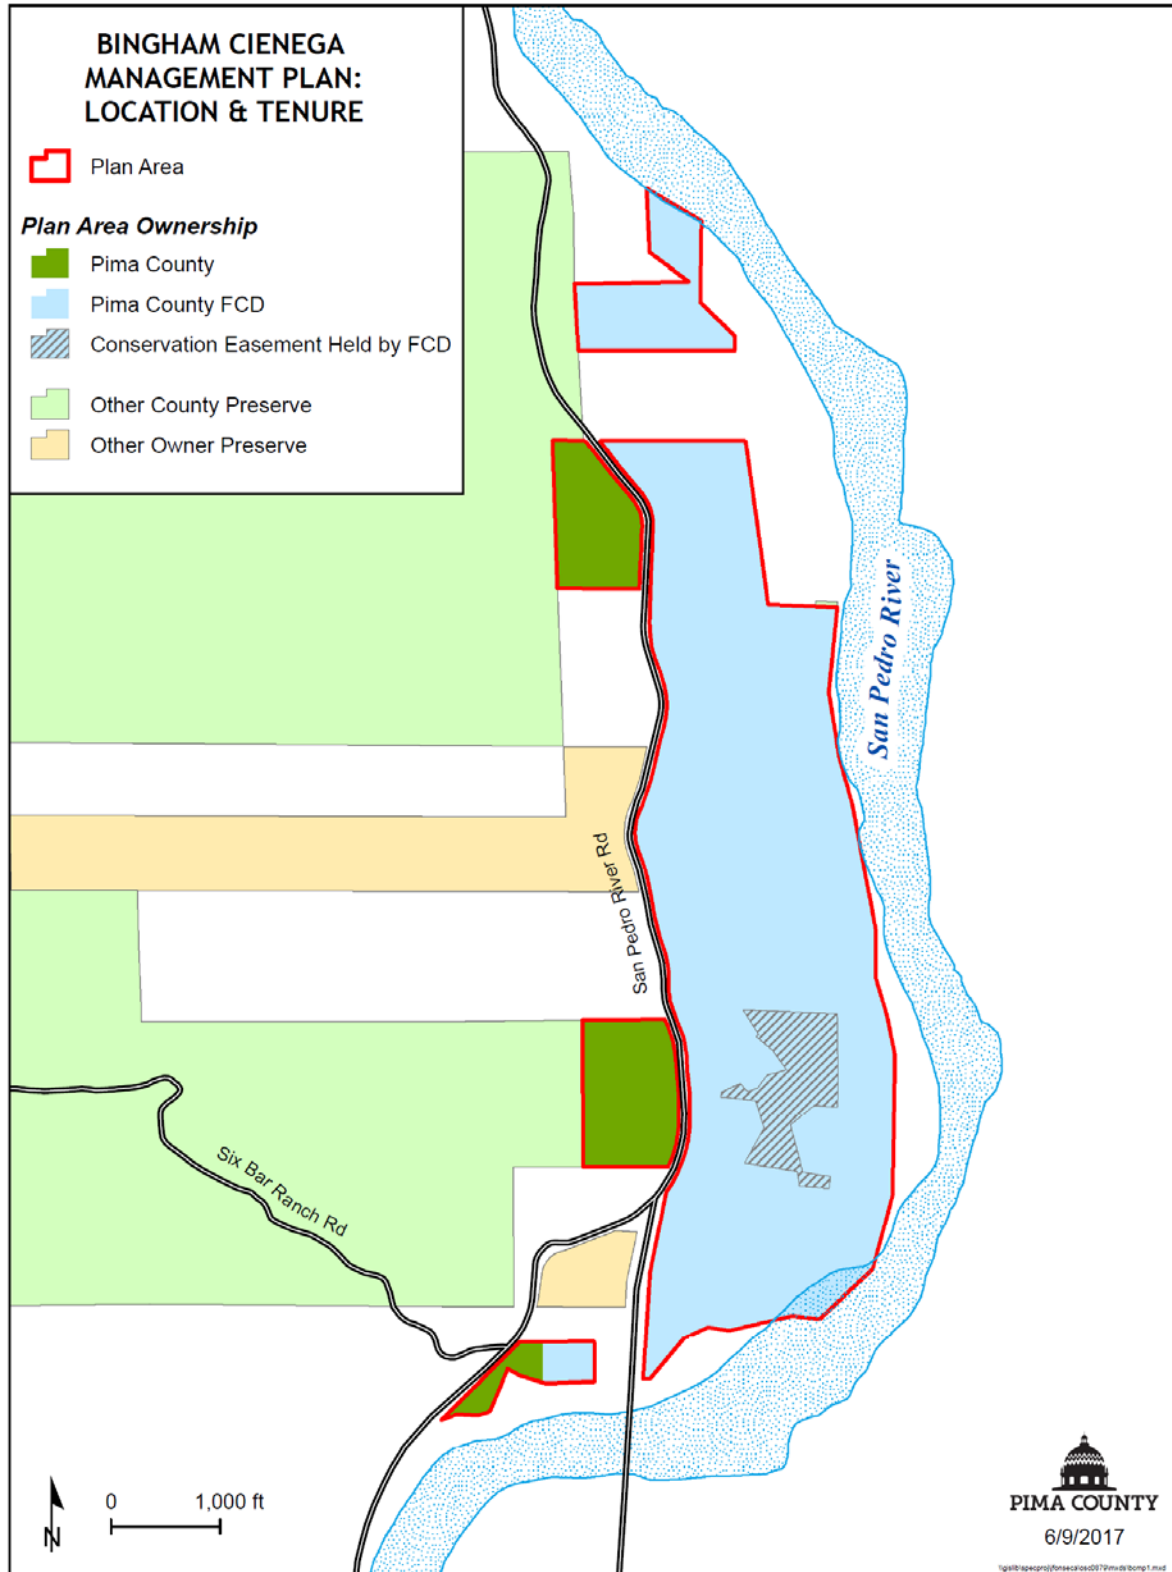 BINGHAM CIENEGA
MANAGEMENT PLAN:
LOCATION & TENURE
Plan Area
Plan Area Ownership
Pima County
Pima County FCD
Conservation Easement Held by FCD
Other County Preserve
Other Owner Preserve
San Pedro River
San Pedro River Rd
Six Bar Ranch Rd
N
0 1,000 ft
PIMA COUNTY
6/9/2017